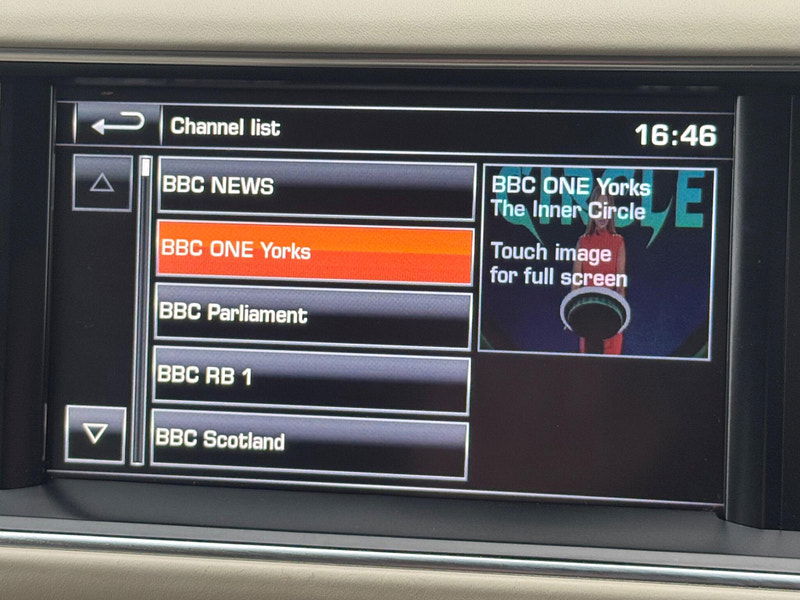 Channel list
16:46
BBC NEWS
BBC ONE Yorks
BBC Parliament
BBC RB 1
BBC Scotland
CIRCLE
BBC ONE Yorks
The Inner Circle
Touch image
for full screen